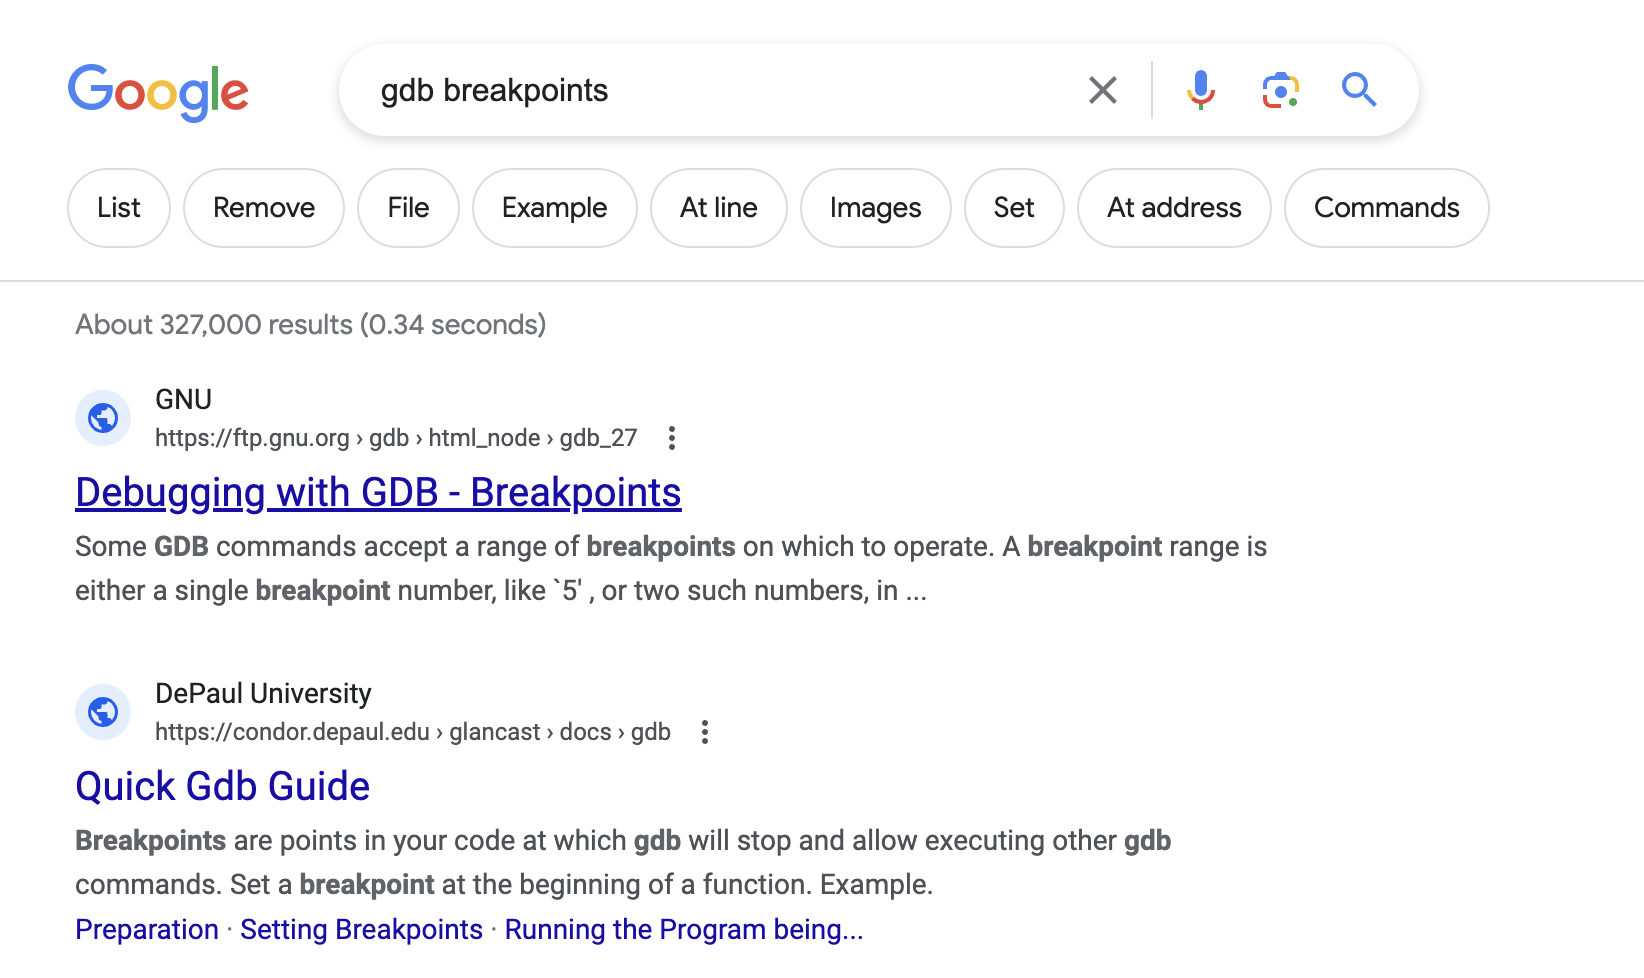 Google
gdb breakpoints
List Remove File Example At line Images Set At address Commands
About 327,000 results (0.34 seconds)
GNU
https://ftp.gnu.org › gdb › html_node › gdb_27
Debugging with GDB - Breakpoints
Some GDB commands accept a range of breakpoints on which to operate. A breakpoint range is
either a single breakpoint number, like `5' , or two such numbers, in ...
DePaul University
https://condor.depaul.edu › glancast › docs › gdb
Quick Gdb Guide
Breakpoints are points in your code at which gdb will stop and allow executing other gdb
commands. Set a breakpoint at the beginning of a function. Example.
Preparation · Setting Breakpoints · Running the Program being...